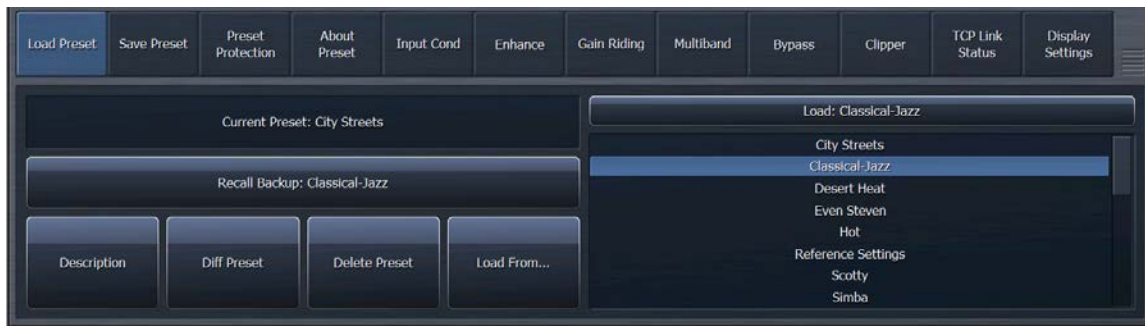 Load Preset
Save Preset
Preset
Protection
About
Preset
Input Cond
Enhance
Gain Riding
Multiband
Bypass
Clipper
TCP Link
Status
Display
Settings
Current Preset: City Streets
Recall Backup: Classical-Jazz
Description
Diff Preset
Delete Preset
Load From...
Load: Classical-Jazz
City Streets
Classical-Jazz
Desert Heat
Even Steven
Hot
Reference Settings
Scotty
Simba